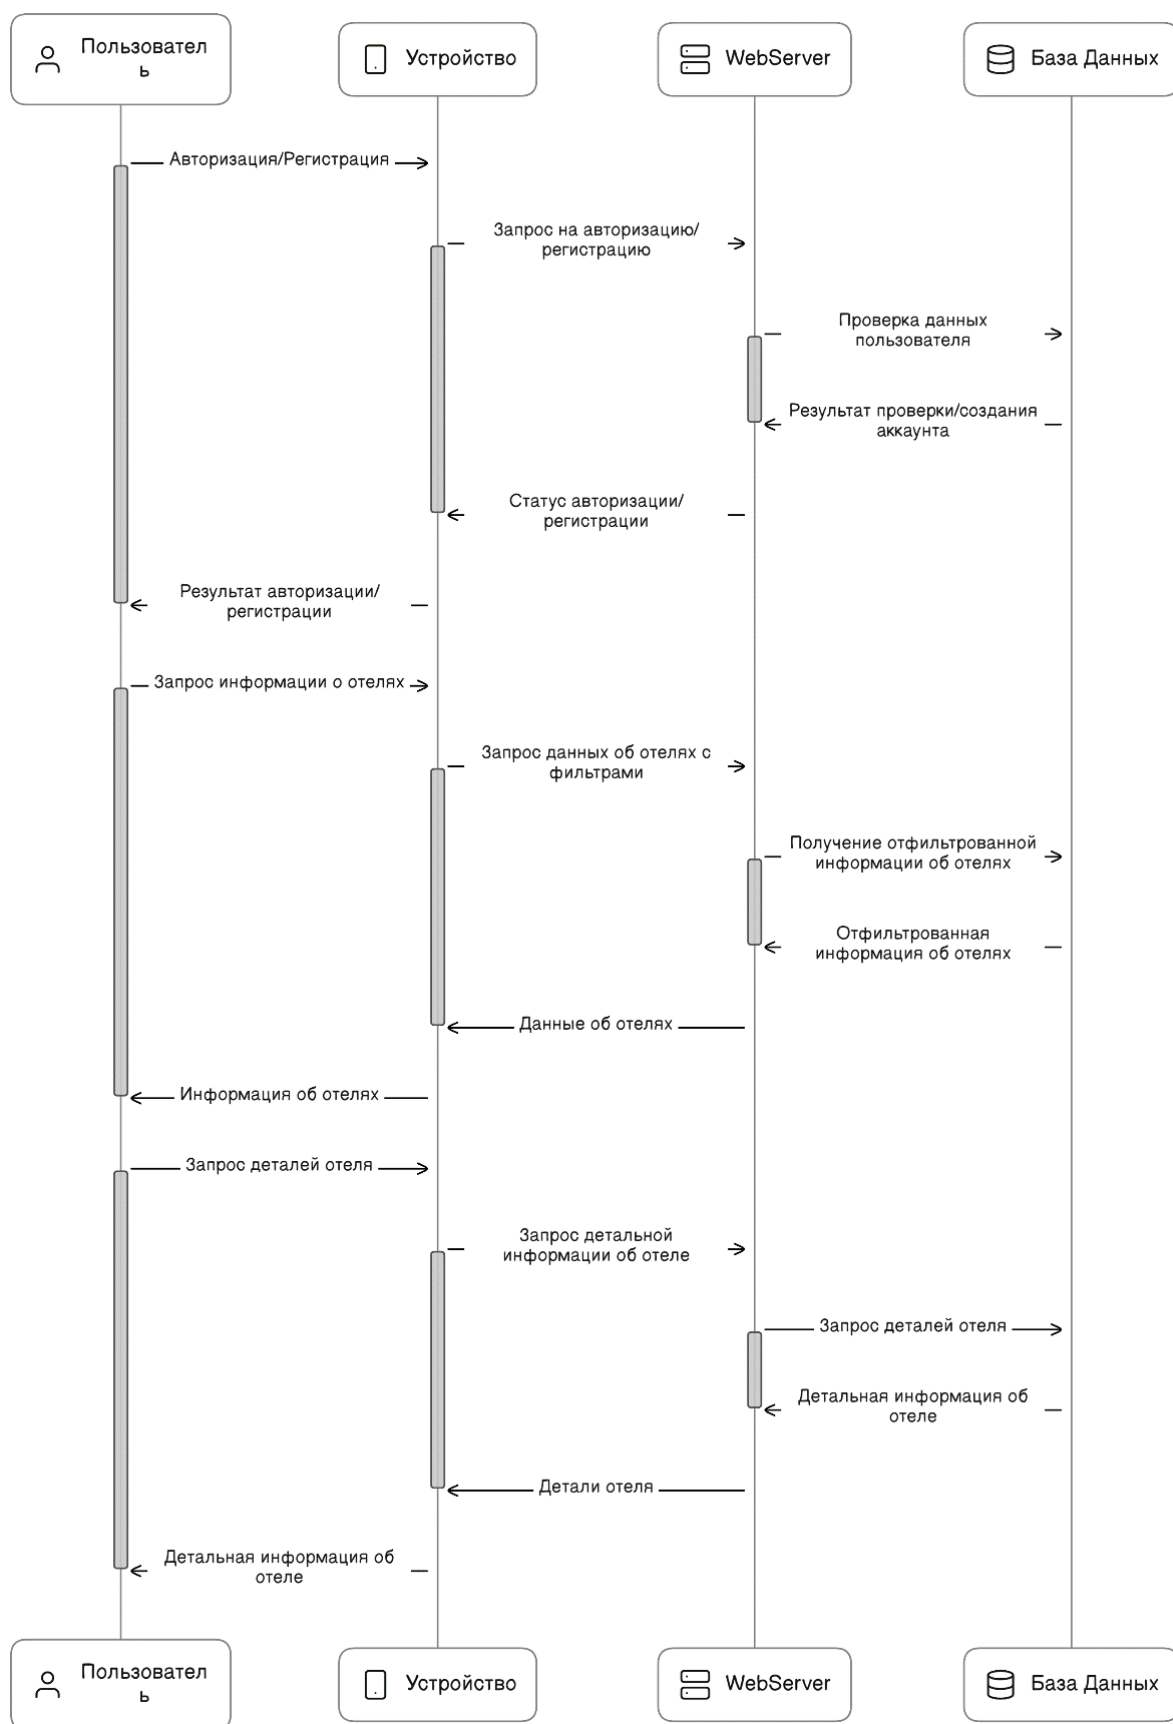 Пользовател
ь
Устройство
WebServer
База Данных
Авторизация/Регистрация
Запрос на авторизацию/
регистрацию
Проверка данных
пользователя
Результат проверки/создания
аккаунта
Статус авторизации/
регистрации
Результат авторизации/
регистрации
Запрос информации о отелях
Запрос данных об отелях с
фильтрами
Получение отфильтрованной
информации об отелях
Отфильтрованная
информация об отелях
Данные об отелях
Информация об отелях
Запрос деталей отеля
Запрос детальной
информации об отеле
Запрос деталей отеля
Детальная информация об
отеле
Детали отеля
Детальная информация об
отеле
Пользовател
ь
Устройство
WebServer
База Данных